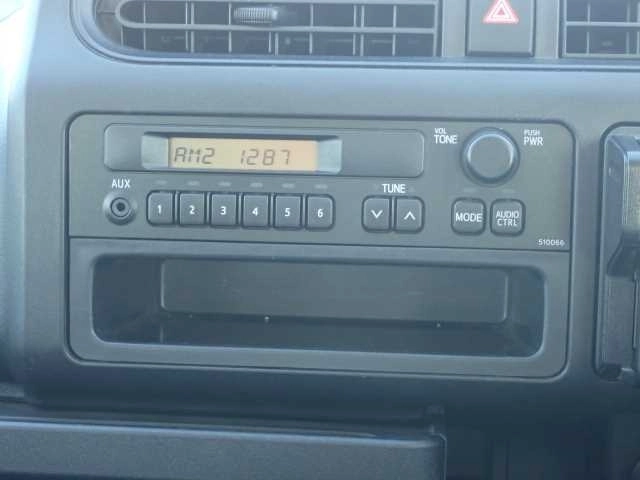 AM2 1287
VOL
TONE
PUSH
PWR
AUX
1 2 3 4 5 6
TUNE
MODE
AUDIO
CTRL
510066